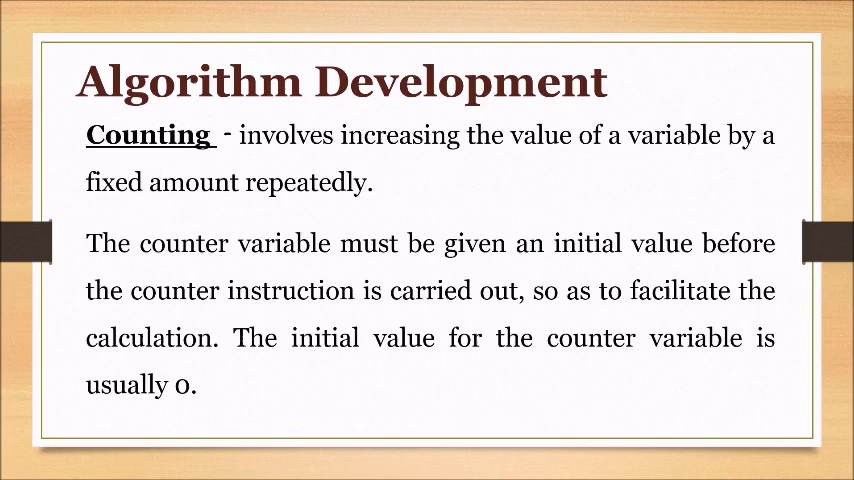 Algorithm Development
Counting - involves increasing the value of a variable by a
fixed amount repeatedly.
The counter variable must be given an initial value before
the counter instruction is carried out, so as to facilitate the
calculation. The initial value for the counter variable is
usually 0.